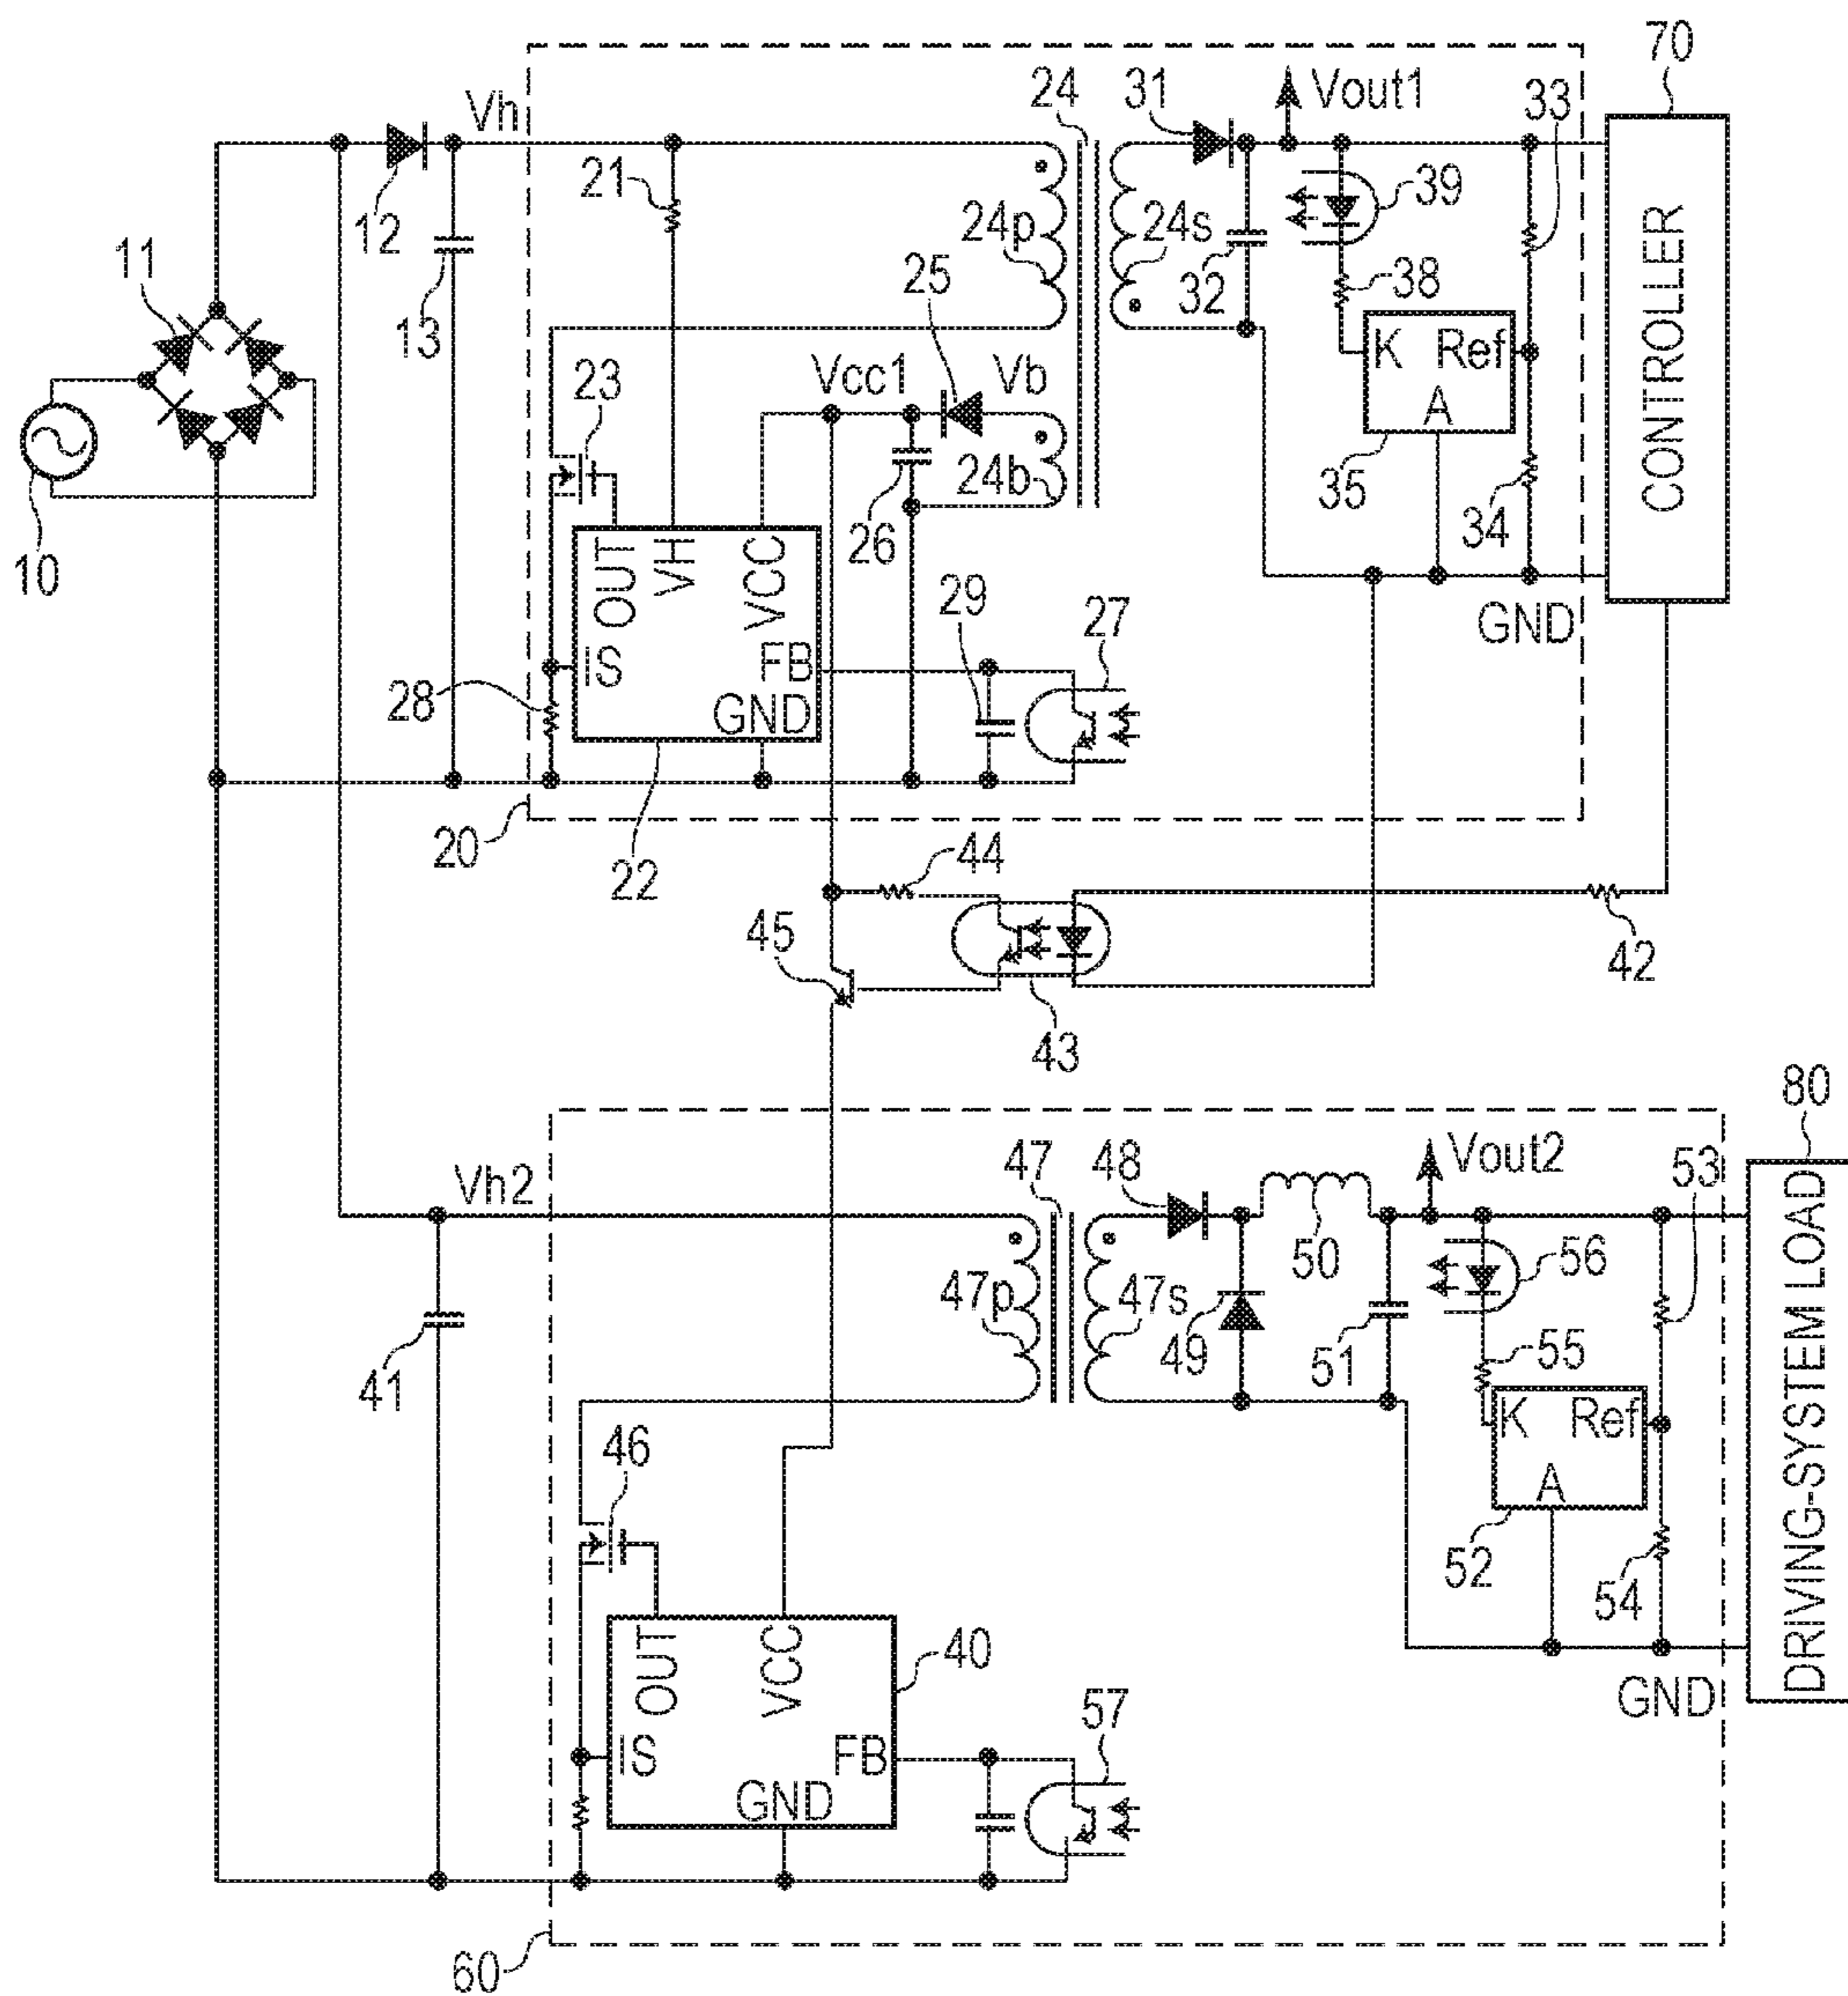 70
Vh
24
31
Vout1
33
21
39
12
24p
24s
11
13
25
32
38
CONTROLLER
K
Ref
A
23
Vcc1
Vb
24b
35
34
26
10
OUT
VH
VCC
29
27
GND
IS
FB
28
GND
20
22
44
45
42
43
80
Vh2
47
48
Vout2
53
50
56
47p
47s
49
51
55
41
K
Ref
A
DRIVING-SYSTEM LOAD
46
52
54
OUT
VCC
40
57
GND
IS
FB
GND
60